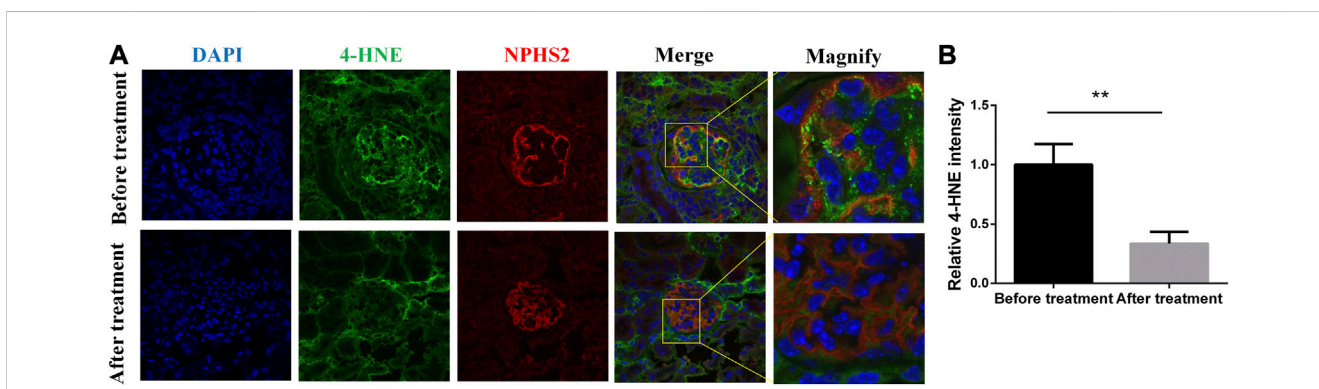 A
DAPI 4-HNE NPHS2 Merge Magnify
Before treatment
After treatment
B
**
Relative 4-HNE intensity
1.5
1.0
0.5
0.0
Before treatment After treatment